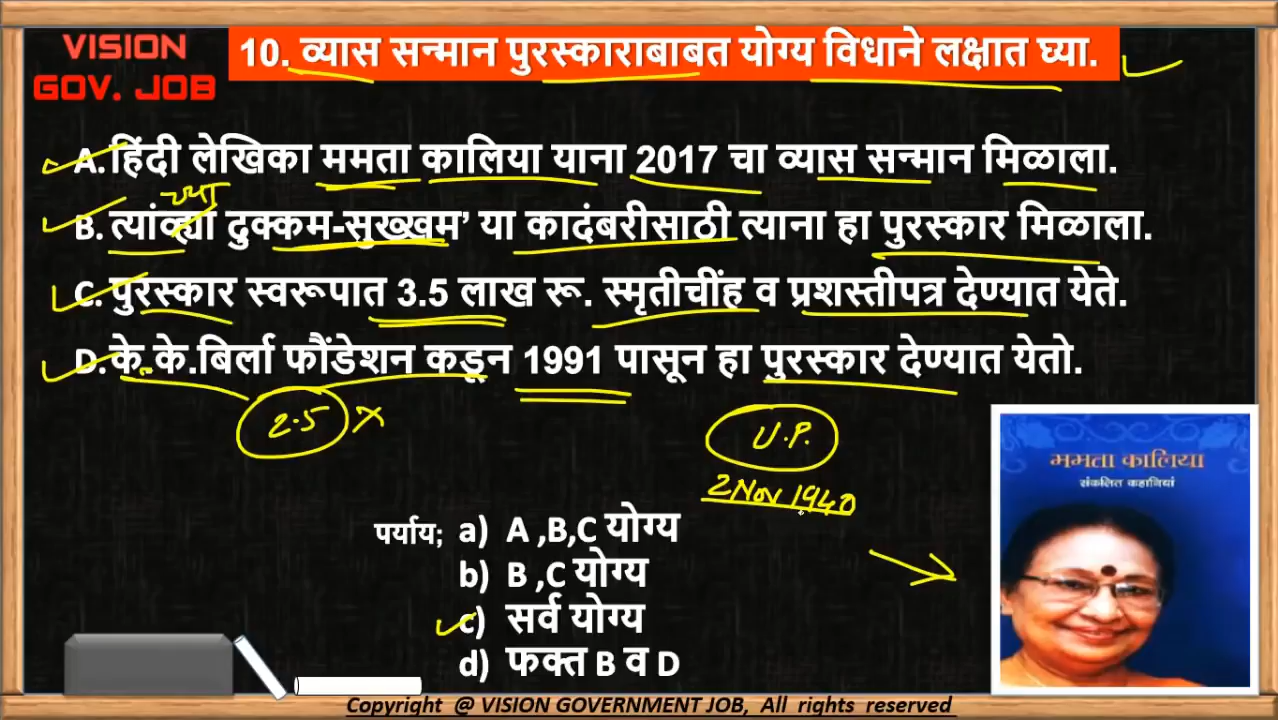 VISION
GOV. JOB
10. व्यास सन्मान पुरस्काराबाबत योग्य विधाने लक्षात घ्या.
A. हिंदी लेखिका ममता कालिया याना 2017 चा व्यास सन्मान मिळाला.
च्या
B. त्यांव्ह्या दुक्कम-सुख्खम’ या कादंबरीसाठी त्याना हा पुरस्कार मिळाला.
C. पुरस्कार स्वरूपात 3.5 लाख रू. स्मृतीचींह व प्रशस्तीपत्र देण्यात येते.
D. के.के.बिर्ला फौंडेशन कडून 1991 पासून हा पुरस्कार देण्यात येतो.
2.5 x
U.P.
2 Nov 1940
पर्याय; a) A ,B,C योग्य
b) B ,C योग्य
c) सर्व योग्य
d) फक्त B व D
ममता कालिया
संकलित कहानियां
Copyright @ VISION GOVERNMENT JOB, All rights reserved